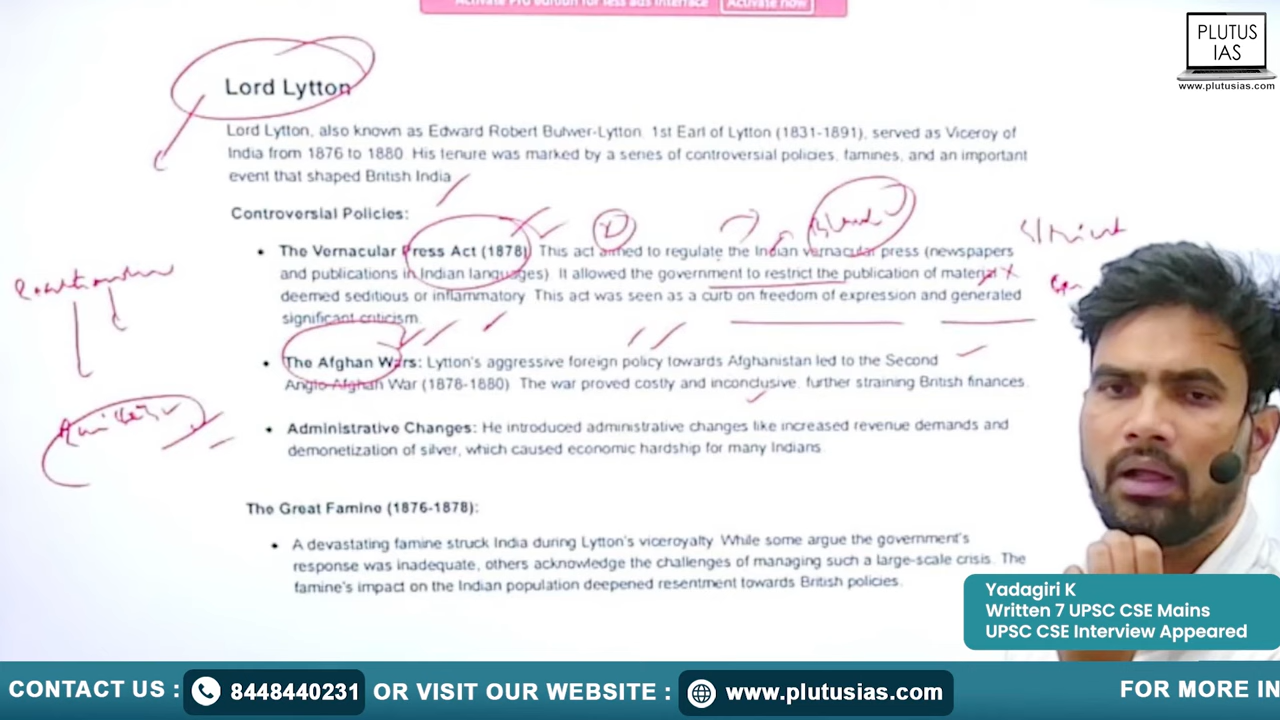 Activate Pro edition for less ads interface Activate now
PLUTUS
IAS
www.plutusias.com
Lord Lytton
Lord Lytton, also known as Edward Robert Bulwer-Lytton, 1st Earl of Lytton (1831-1891), served as Viceroy of
India from 1876 to 1880. His tenure was marked by a series of controversial policies, famines, and an important
event that shaped British India
Controversial Policies:
• The Vernacular Press Act (1878): This act aimed to regulate the Indian vernacular press (newspapers
and publications in Indian languages). It allowed the government to restrict the publication of material
deemed seditious or inflammatory. This act was seen as a curb on freedom of expression and generated
significant criticism.
• The Afghan Wars: Lytton's aggressive foreign policy towards Afghanistan led to the Second
Anglo-Afghan War (1878-1880). The war proved costly and inconclusive, further straining British finances.
• Administrative Changes: He introduced administrative changes like increased revenue demands and
demonetization of silver, which caused economic hardship for many Indians.
The Great Famine (1876-1878):
• A devastating famine struck India during Lytton's viceroyalty. While some argue the government's
response was inadequate, others acknowledge the challenges of managing such a large-scale crisis. The
famine's impact on the Indian population deepened resentment towards British policies.
Yadagiri K
Written 7 UPSC CSE Mains
UPSC CSE Interview Appeared
CONTACT US : 8448440231 OR VISIT OUR WEBSITE : www.plutusias.com FOR MORE IN